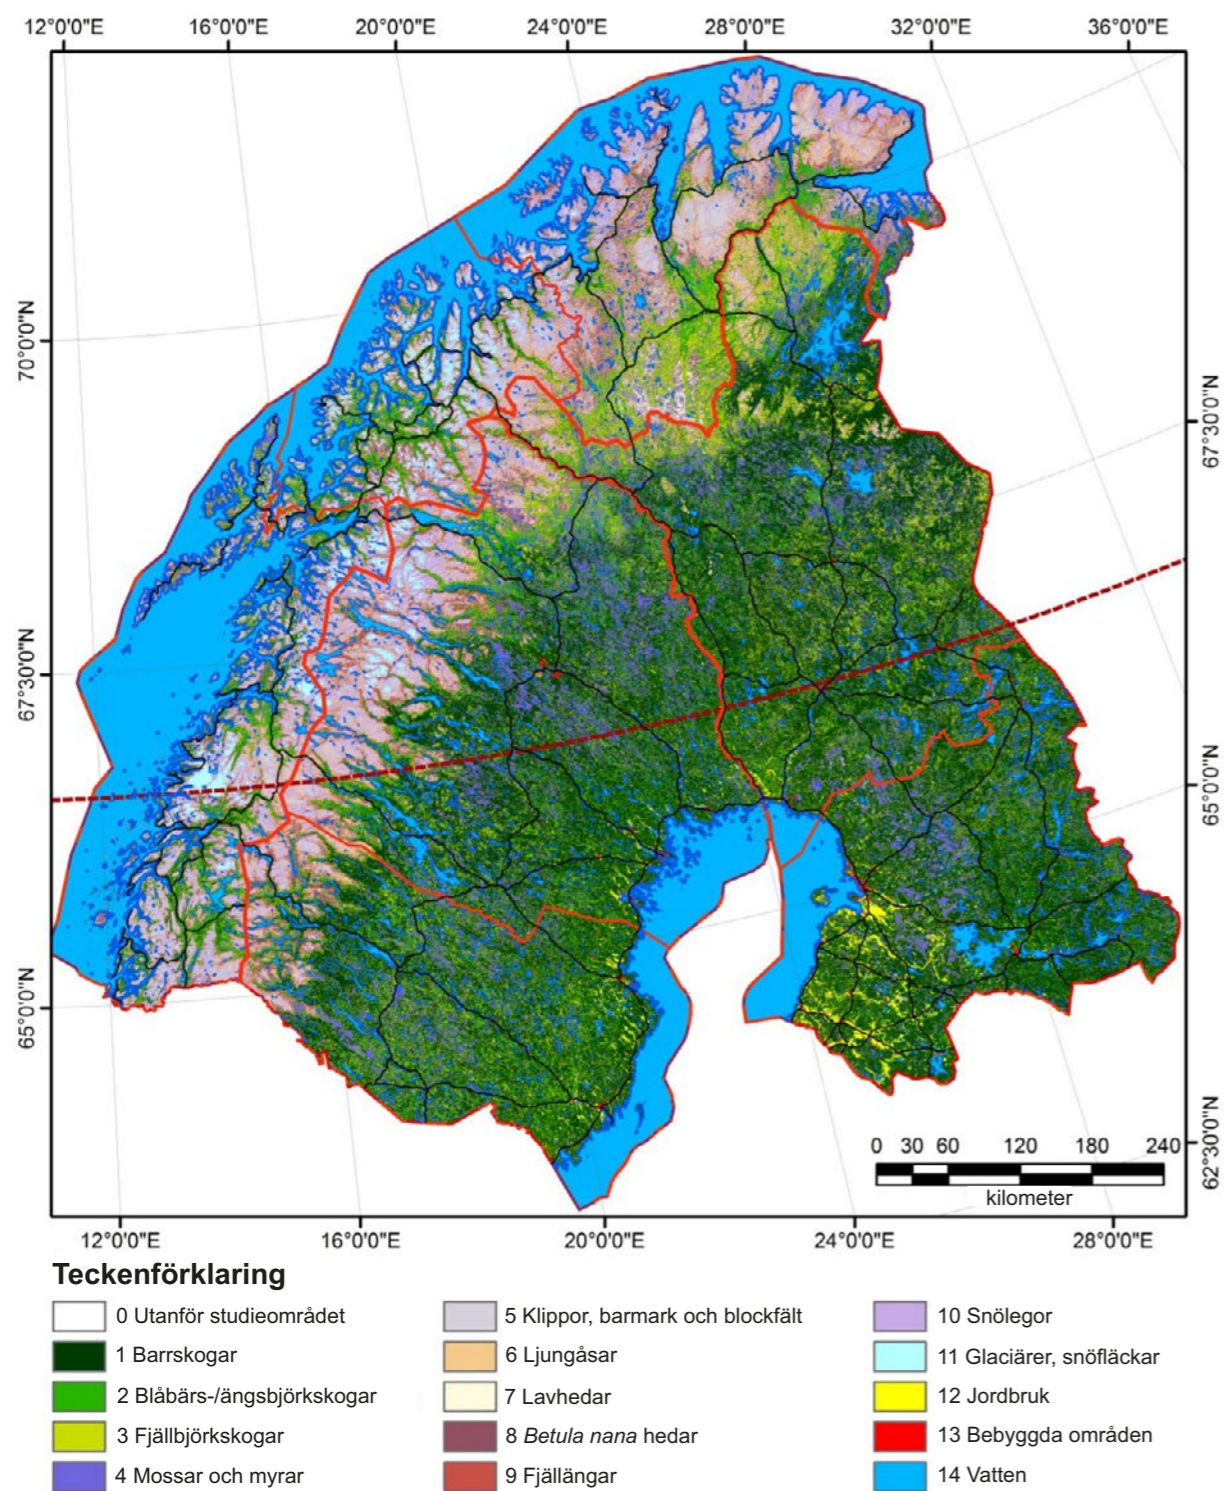 12°0'0"E 16°0'0"E 20°0'0"E 24°0'0"E 28°0'0"E 32°0'0"E 36°0'0"E
70°0'0"N
67°30'0"N
67°30'0"N
65°0'0"N
65°0'0"N
62°30'0"N
0 30 60 120 180 240
kilometer
12°0'0"E 16°0'0"E 20°0'0"E 24°0'0"E 28°0'0"E
Teckenförklaring
0 Utanför studieområdet
1 Barrskogar
2 Blåbärs-/ängsbjörkskogar
3 Fjällbjörkskogar
4 Mossar och myrar
5 Klippor, barmark och blockfält
6 Ljungåsar
7 Lavhedar
8 Betula nana hedar
9 Fjällängar
10 Snölegor
11 Glaciärer, snöfläckar
12 Jordbruk
13 Bebyggda områden
14 Vatten